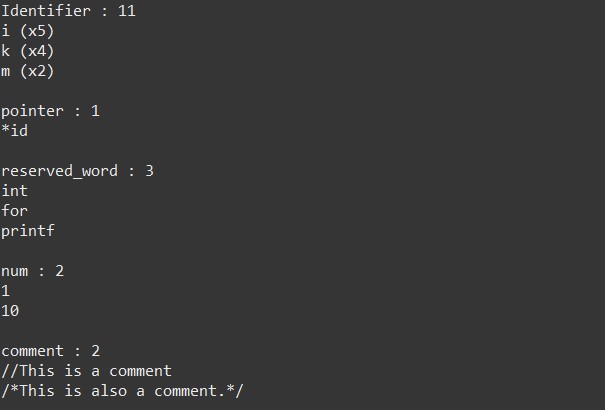 Identifier : 11
i (x5)
k (x4)
m (x2)
pointer : 1
*id
reserved_word : 3
int
for
printf
num : 2
1
10
comment : 2
//This is a comment
/*This is also a comment.*/